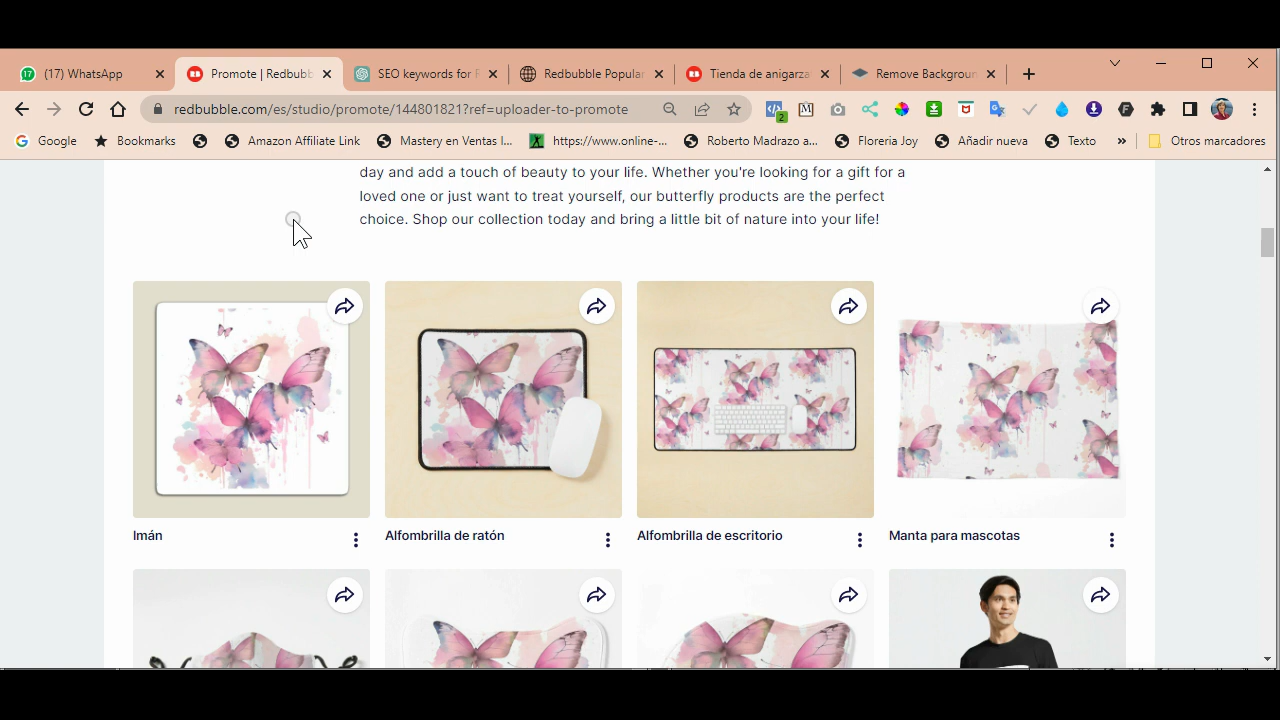 (17) WhatsApp
Promote | Redbubb
SEO keywords for R
Redbubble Popular
Tienda de anigarza
Remove Backgroun
redbubble.com/es/studio/promote/144801821?ref=uploader-to-promote
Google
Bookmarks
Amazon Affiliate Link
Mastery en Ventas I...
https://www.online-...
Roberto Madrazo a...
Floreria Joy
Añadir nueva
Texto
»
Otros marcadores
day and add a touch of beauty to your life. Whether you're looking for a gift for a
loved one or just want to treat yourself, our butterfly products are the perfect
choice. Shop our collection today and bring a little bit of nature into your life!
Imán
Alfombrilla de ratón
Alfombrilla de escritorio
Manta para mascotas